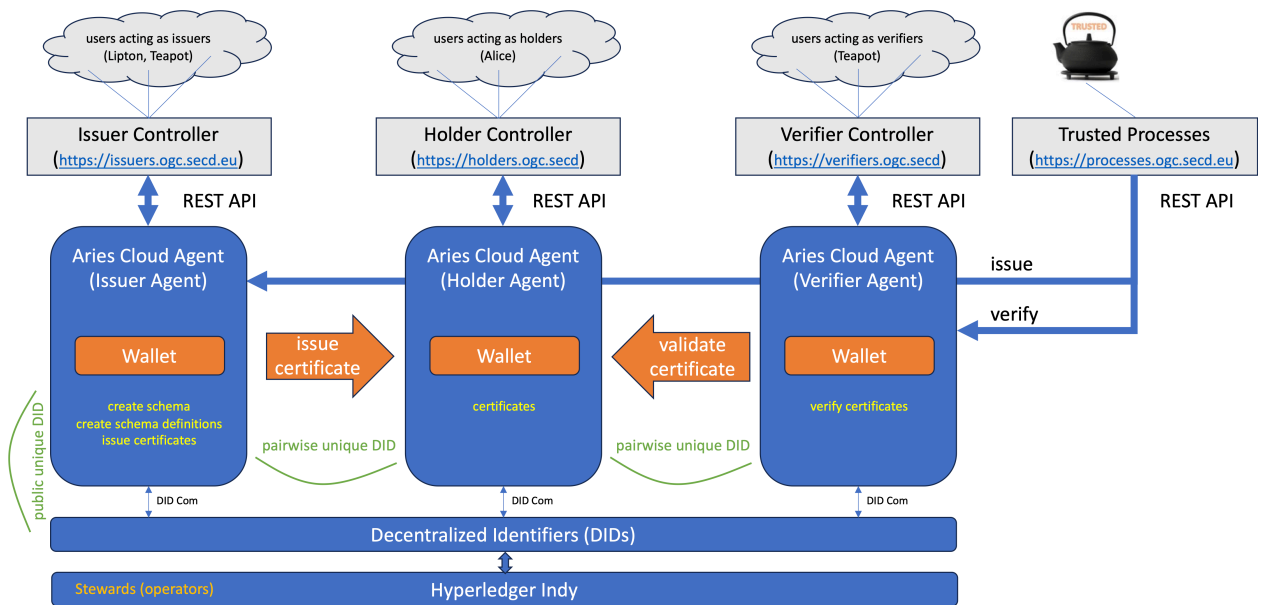 users acting as issuers
(Lipton, Teapot)
users acting as holders
(Alice)
users acting as verifiers
(Teapot)
TRUSTED
Issuer Controller
(https://issuers.ogc.secd.eu)
Holder Controller
(https://holders.ogc.secd)
Verifier Controller
(https://verifiers.ogc.secd)
Trusted Processes
(https://processes.ogc.secd.eu)
REST API
REST API
REST API
REST API
Aries Cloud Agent
(Issuer Agent)
Aries Cloud Agent
(Holder Agent)
Aries Cloud Agent
(Verifier Agent)
issue
verify
Wallet
issue
certificate
Wallet
validate
certificate
Wallet
create schema
create schema definitions
issue certificates
certificates
verify certificates
public unique DID
pairwise unique DID
pairwise unique DID
DID Com
DID Com
DID Com
Decentralized Identifiers (DIDs)
Stewards (operators)
Hyperledger Indy